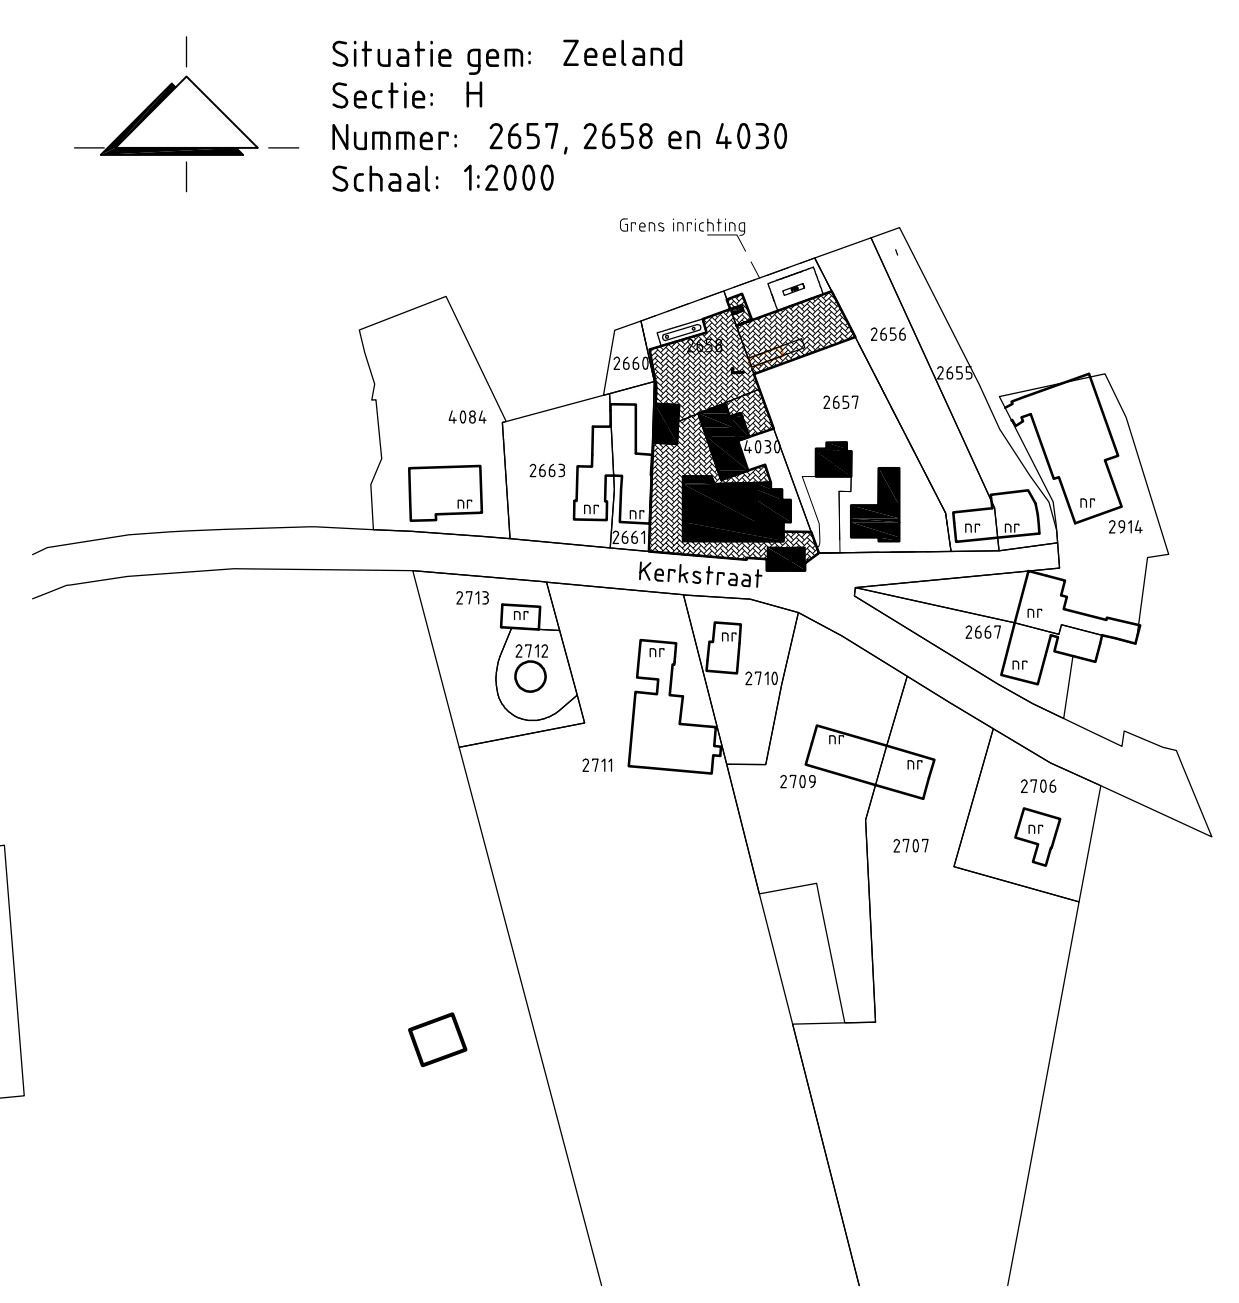 Situatie gem: Zeeland
Sectie: H
Nummer: 2657, 2658 en 4030
Schaal: 1:2000
Grens inrichting
2656
2658
2660
2655
2657
4084
4030
2663
nr
nr
nr
nr
nr
nr
2914
2661
Kerkstraat
2713
nr
nr
2667
nr
2712
nr
nr
2710
nr
nr
2711
2709
2706
nr
2707